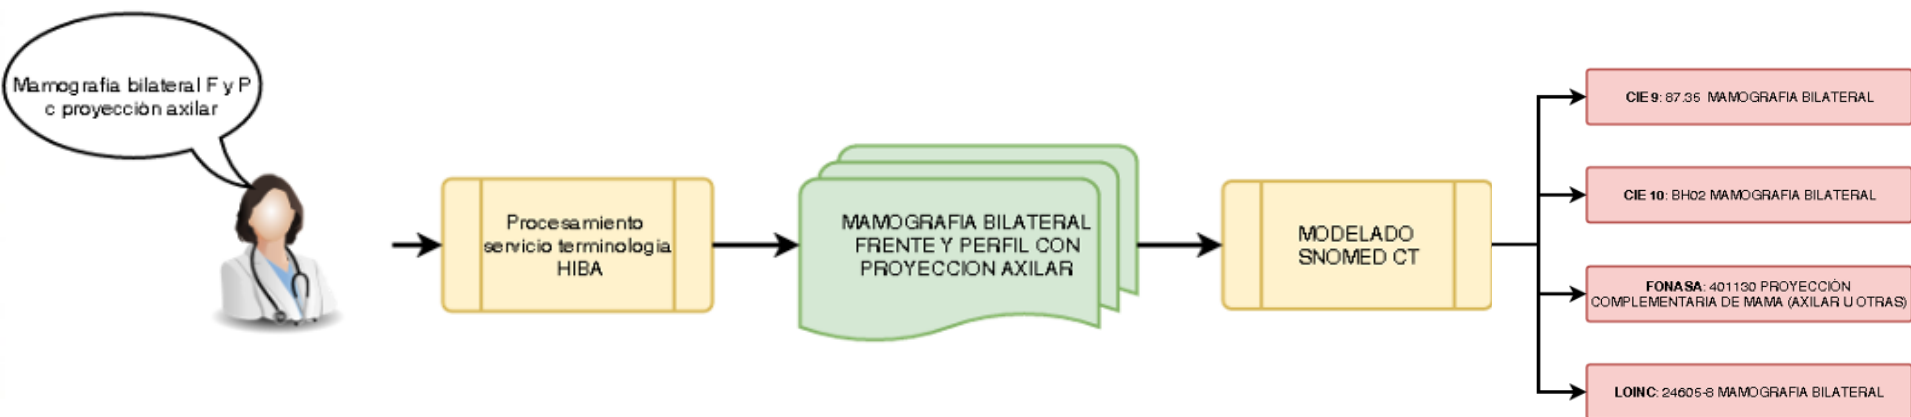 Mamografia bilateral F y P
c proyección axilar
Procesamiento
servicio terminologia
HIBA
MAMOGRAFIA BILATERAL
FRENTE Y PERFIL CON
PROYECCION AXILAR
MODELADO
SNOMED CT
CIE 9: 87.35 MAMOGRAFIA BILATERAL
CIE 10: BH02 MAMOGRAFIA BILATERAL
FONASA: 401130 PROYECCIÓN
COMPLEMENTARIA DE MAMA (AXILAR U OTRAS)
LOINC: 24605-8 MAMOGRAFIA BILATERAL